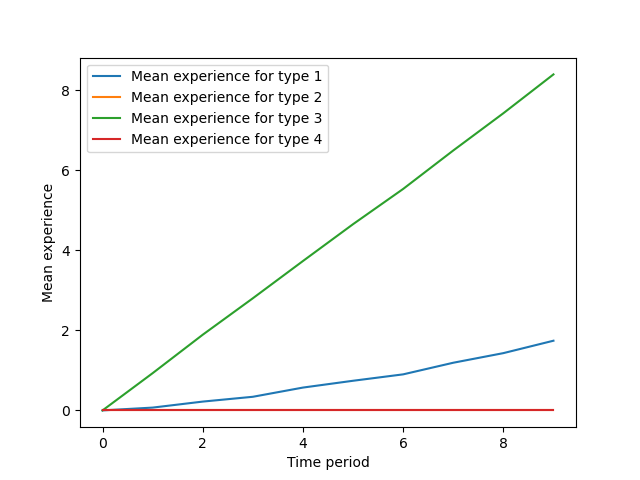 Mean experience for type 1
Mean experience for type 2
Mean experience for type 3
Mean experience for type 4
8
6
4
2
0
Mean experience
0 2 4 6 8
Time period